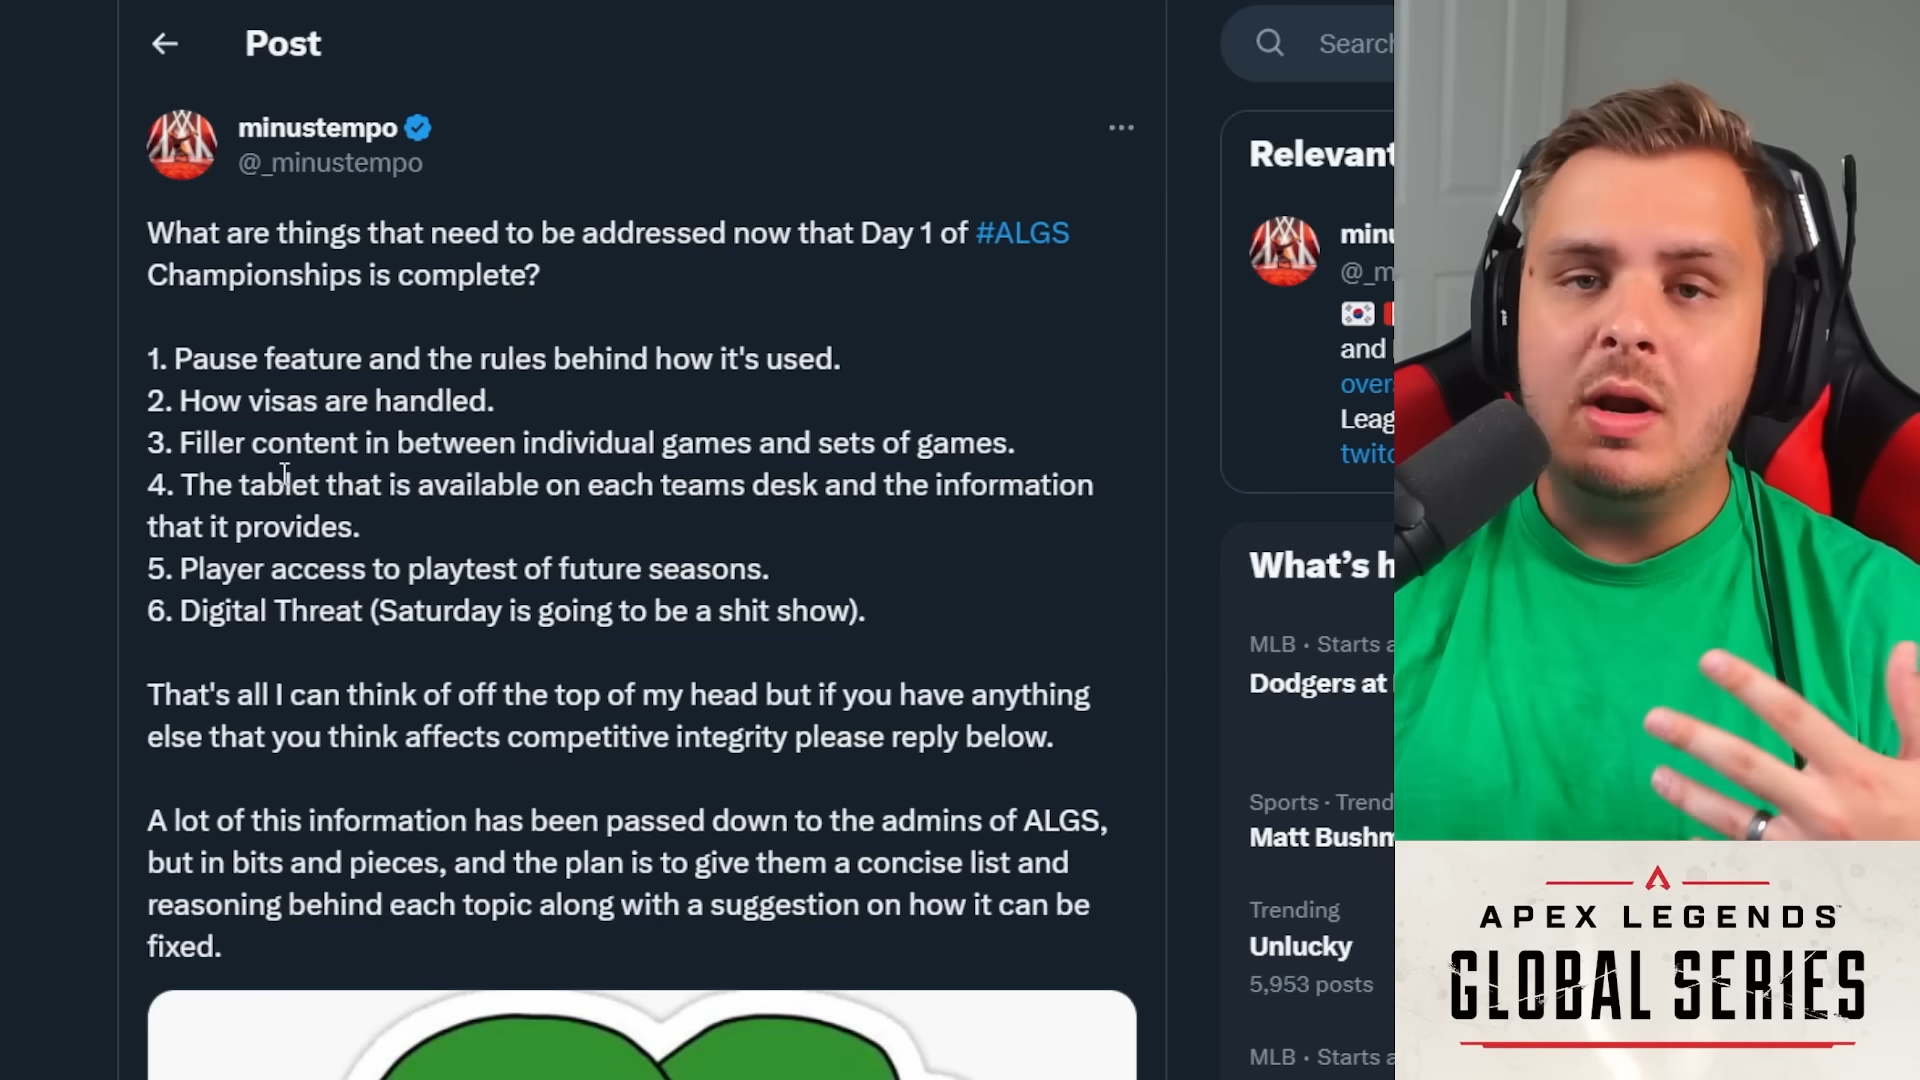 Post
Search
minustempo
@_minustempo
What are things that need to be addressed now that Day 1 of #ALGS
Championships is complete?
1. Pause feature and the rules behind how it's used.
2. How visas are handled.
3. Filler content in between individual games and sets of games.
4. The tablet that is available on each teams desk and the information
that it provides.
5. Player access to playtest of future seasons.
6. Digital Threat (Saturday is going to be a shit show).
That's all I can think of off the top of my head but if you have anything
else that you think affects competitive integrity please reply below.
A lot of this information has been passed down to the admins of ALGS,
but in bits and pieces, and the plan is to give them a concise list and
reasoning behind each topic along with a suggestion on how it can be
fixed.
Relevant
minu
@_m
and
over
Leag
twitc
What's h
MLB · Starts a
Dodgers at
Sports · Trend
Matt Bushm
Trending
Unlucky
5,953 posts
MLB · Starts a
APEX LEGENDS
GLOBAL SERIES